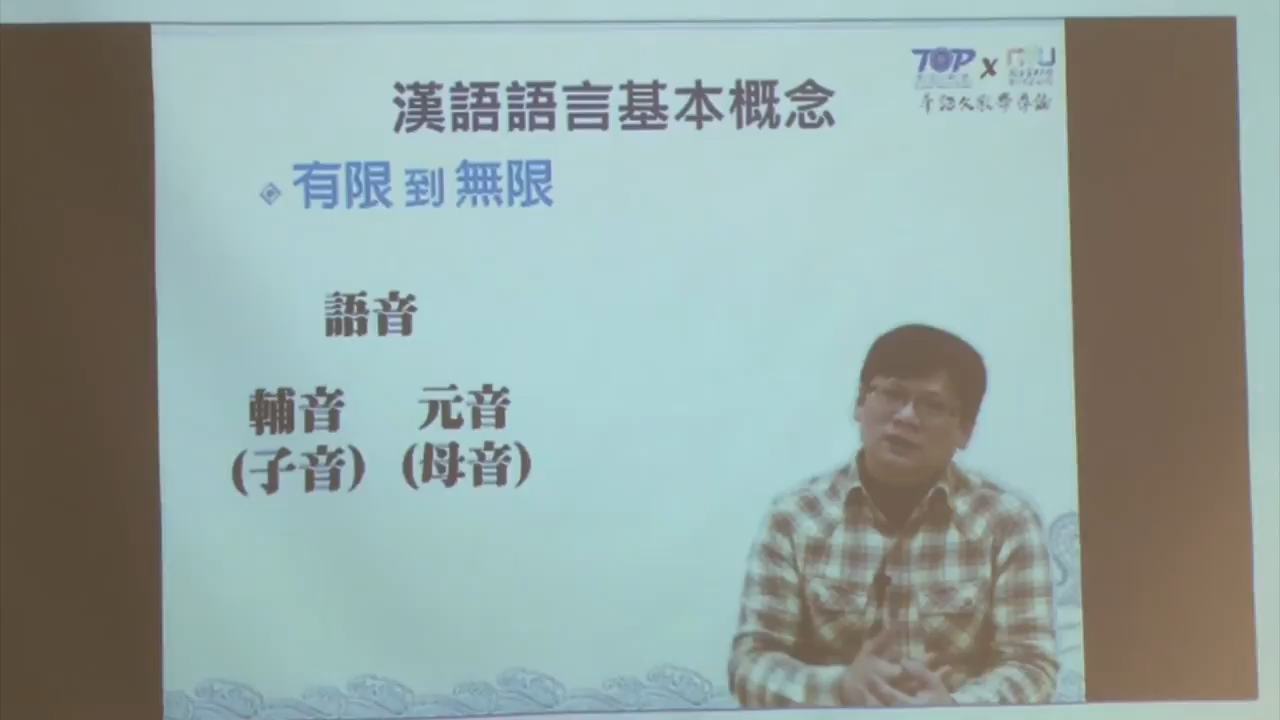 漢語語言基本概念
TOP x
有限 到 無限
語音
輔音 元音
(子音) (母音)